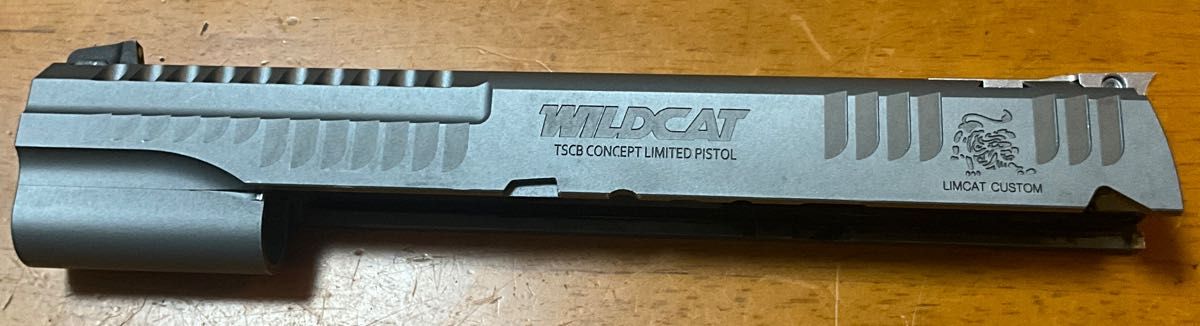 WILDCAT
TSCB CONCEPT LIMITED PISTOL
LIMCAT CUSTOM